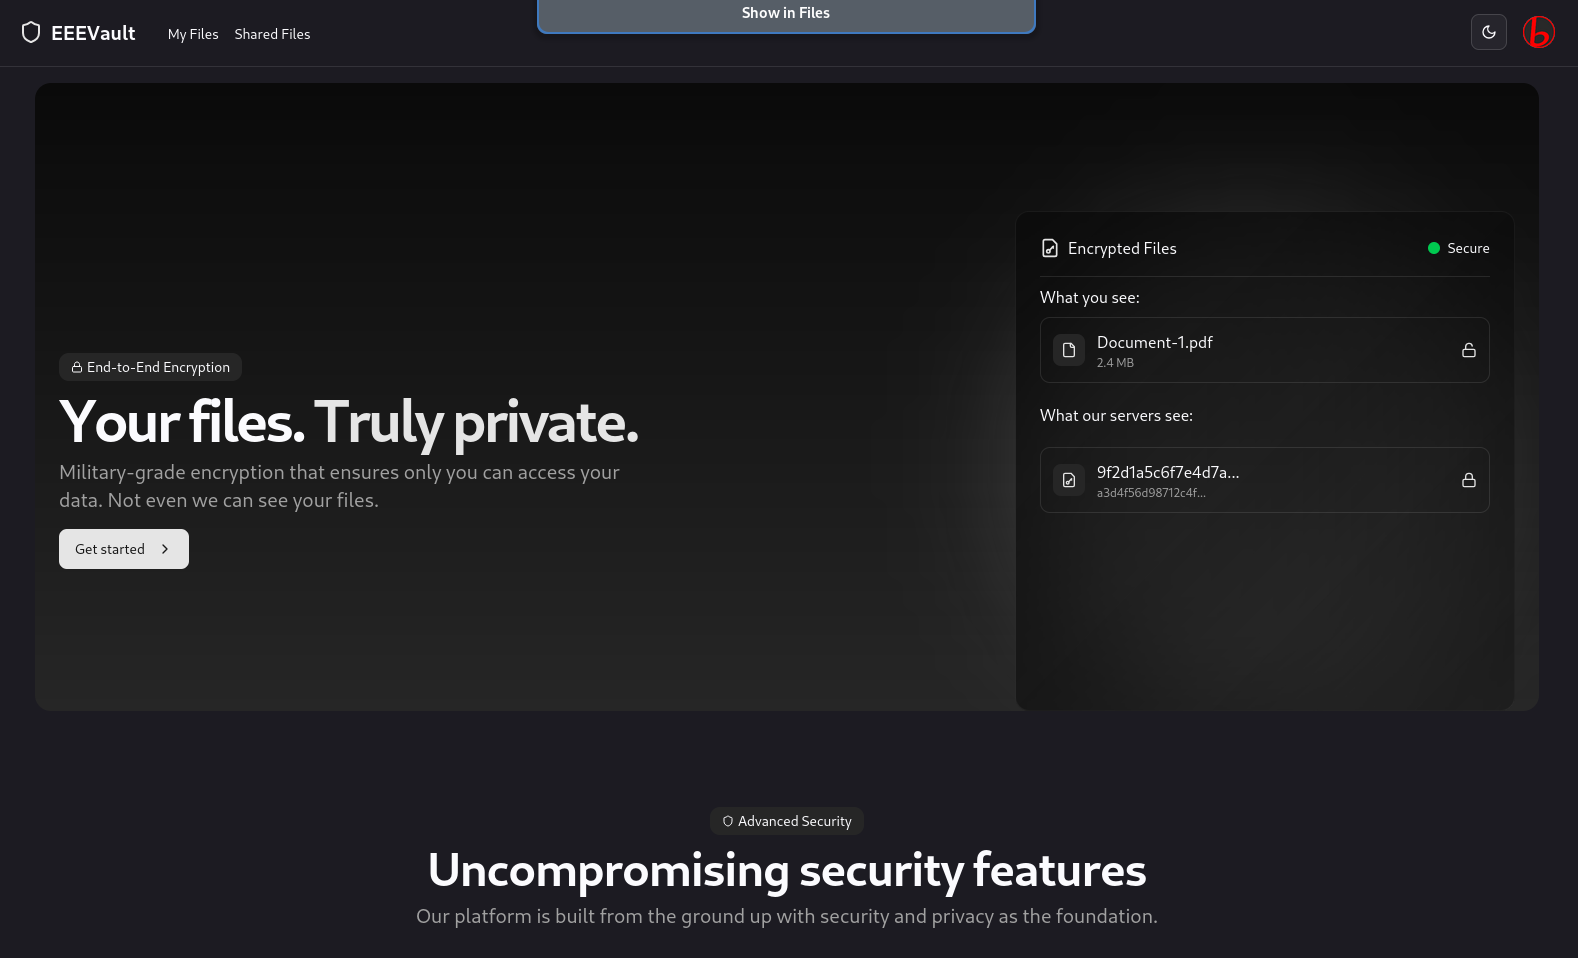 EEEVault
My Files
Shared Files
Show in Files
End-to-End Encryption
Your files. Truly private.
Military-grade encryption that ensures only you can access your
data. Not even we can see your files.
Get started
Encrypted Files
Secure
What you see:
Document-1.pdf
2.4 MB
What our servers see:
9f2d1a5c6f7e4d7a...
a3d4f56d98712c4f...
Advanced Security
Uncompromising security features
Our platform is built from the ground up with security and privacy as the foundation.
b